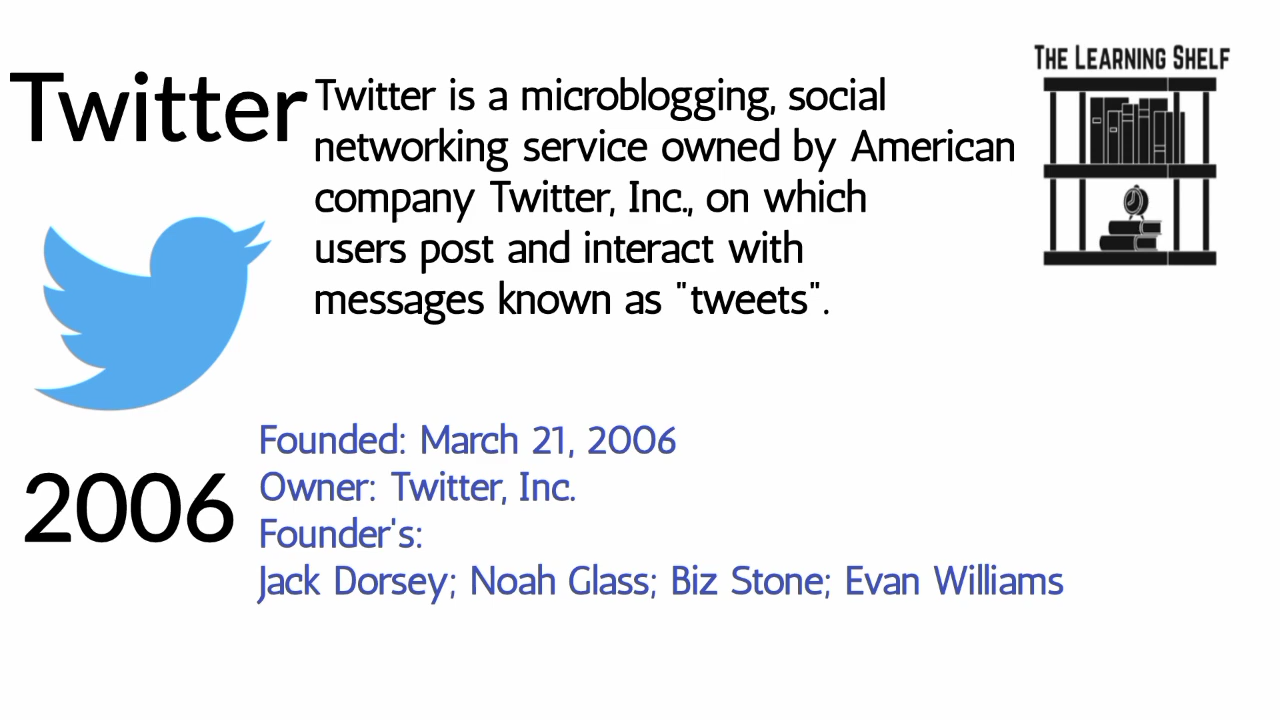 Twitter
Twitter is a microblogging, social
networking service owned by American
company Twitter, Inc., on which
users post and interact with
messages known as "tweets".
THE LEARNING SHELF
2006
Founded: March 21, 2006
Owner: Twitter, Inc.
Founder's:
Jack Dorsey; Noah Glass; Biz Stone; Evan Williams